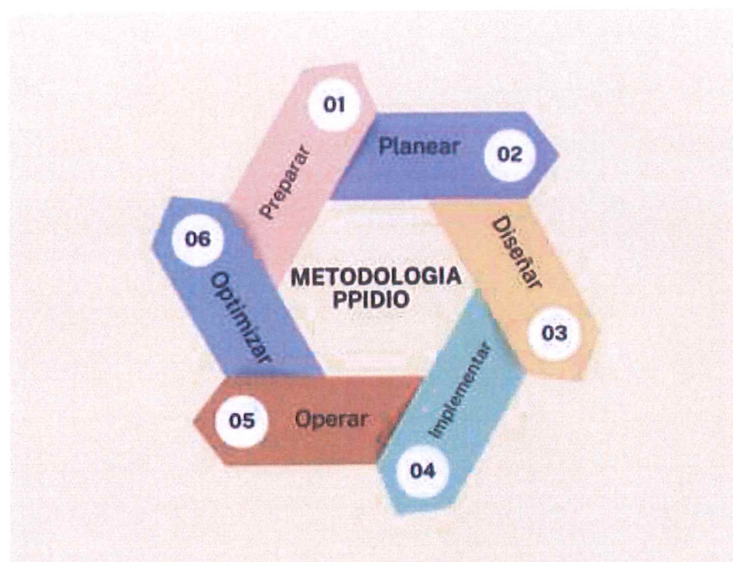 01
Preparar
Planear
02
Diseñar
03
Implementar
04
Operar
05
Optimizar
06
METODOLOGIA
PPIDIO